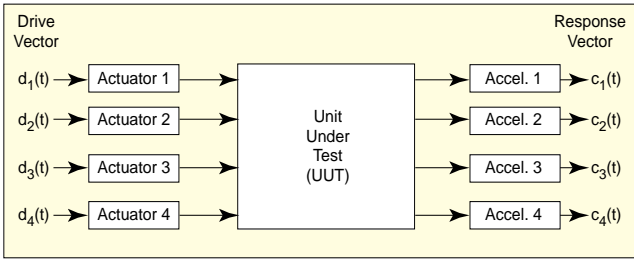 Drive
Vector
Response
Vector
d1(t) Actuator 1 Accel. 1 c1(t)
d2(t) Actuator 2 Accel. 2 c2(t)
d3(t) Actuator 3 Accel. 3 c3(t)
d4(t) Actuator 4 Accel. 4 c4(t)
Unit
Under
Test
(UUT)